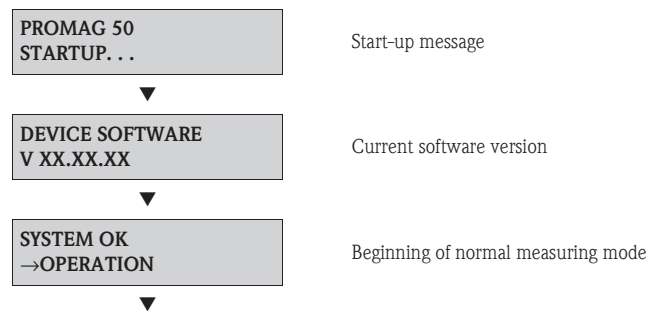 PROMAG 50
STARTUP. . .
Start-up message
▼
DEVICE SOFTWARE
V XX.XX.XX
Current software version
▼
SYSTEM OK
→OPERATION
Beginning of normal measuring mode
▼